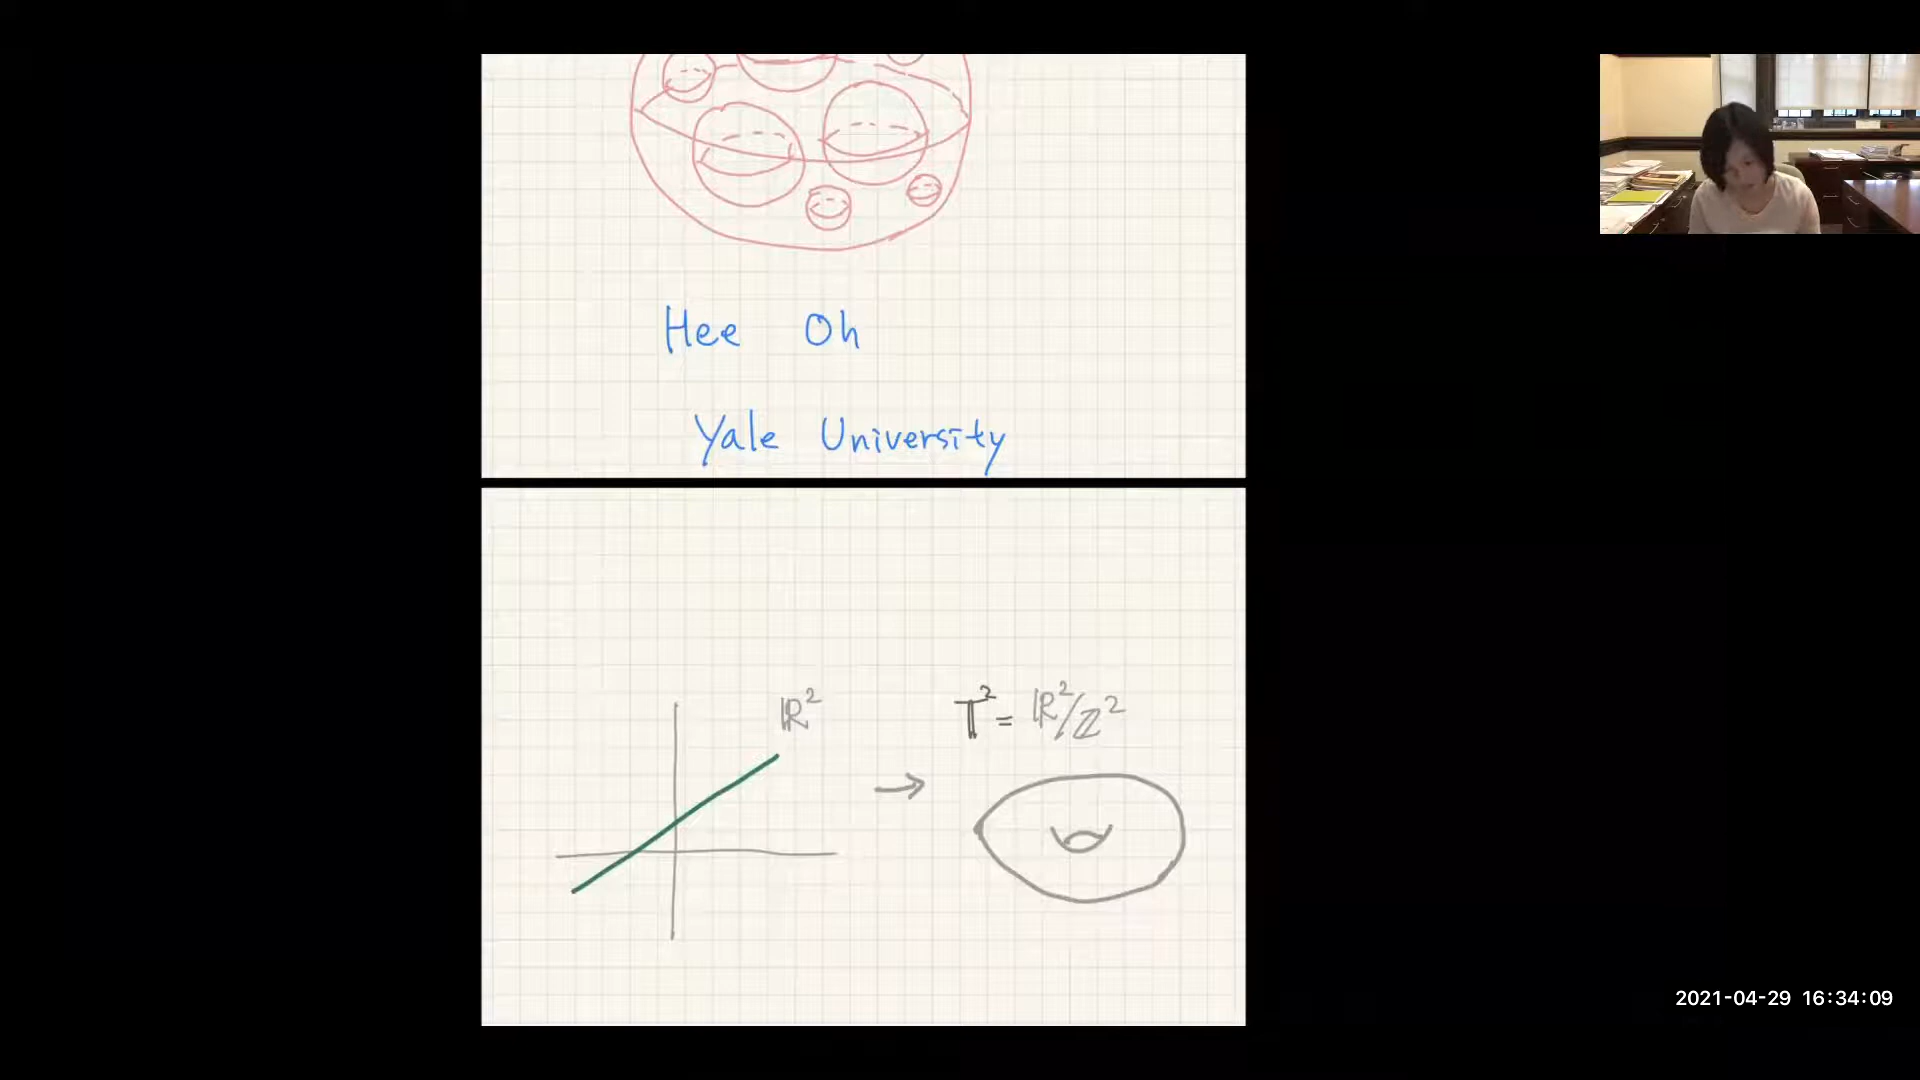 Hee Oh
Yale University
ℝ²
𝕋² = ℝ²/ℤ²
→
2021-04-29 16:34:09